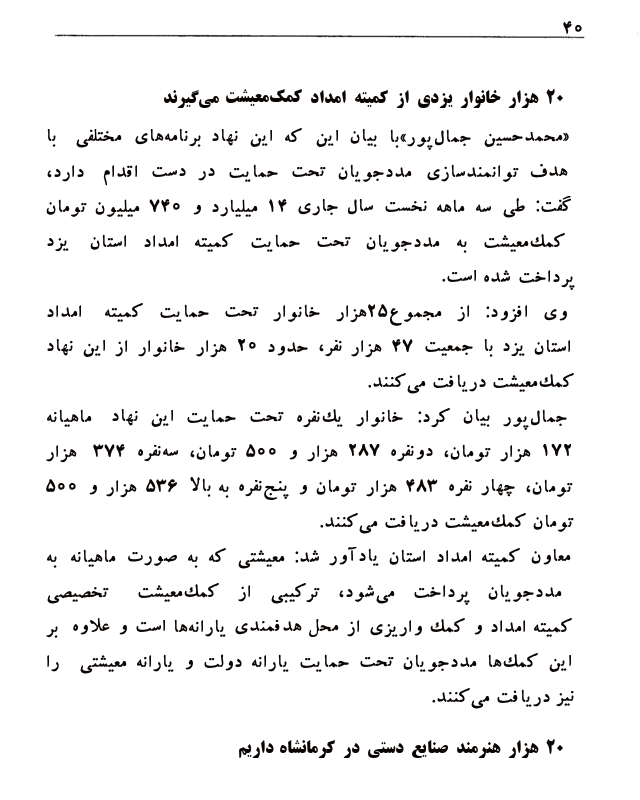 ۴۰
۲۰ هزار خانوار یزدی از کمیته امداد کمک‌معیشت می‌گیرند
«محمدحسین جمال‌پور»با بیان این که این نهاد برنامه‌های مختلفی با
هدف توانمندسازی مددجویان تحت حمایت در دست اقدام دارد،
گفت: طی سه ماهه نخست سال جاری ۱۴ میلیارد و ۷۴۰ میلیون تومان
کمک‌معیشت به مددجویان تحت حمایت کمیته امداد استان یزد
پرداخت شده است.
وی افزود: از مجموع۲۵هزار خانوار تحت حمایت کمیته امداد
استان یزد با جمعیت ۴۷ هزار نفر، حدود ۲۰ هزار خانوار از این نهاد
کمک‌معیشت دریافت می‌کنند.
جمال‌پور بیان کرد: خانوار یک‌نفره تحت حمایت این نهاد ماهیانه
۱۷۲ هزار تومان، دونفره ۲۸۷ هزار و ۵۰۰ تومان، سه‌نفره ۳۷۴ هزار
تومان، چهار نفره ۴۸۳ هزار تومان و پنج‌نفره به بالا ۵۳۶ هزار و ۵۰۰
تومان کمک‌معیشت دریافت می‌کنند.
معاون کمیته امداد استان یادآور شد: معیشتی که به صورت ماهیانه به
مددجویان پرداخت می‌شود، ترکیبی از کمک‌معیشت تخصیصی
کمیته امداد و کمک واریزی از محل هدفمندی یارانه‌ها است و علاوه بر
این کمک‌ها مددجویان تحت حمایت یارانه دولت و یارانه معیشتی را
نیز دریافت می‌کنند.
۲۰ هزار هنرمند صنایع دستی در کرمانشاه داریم